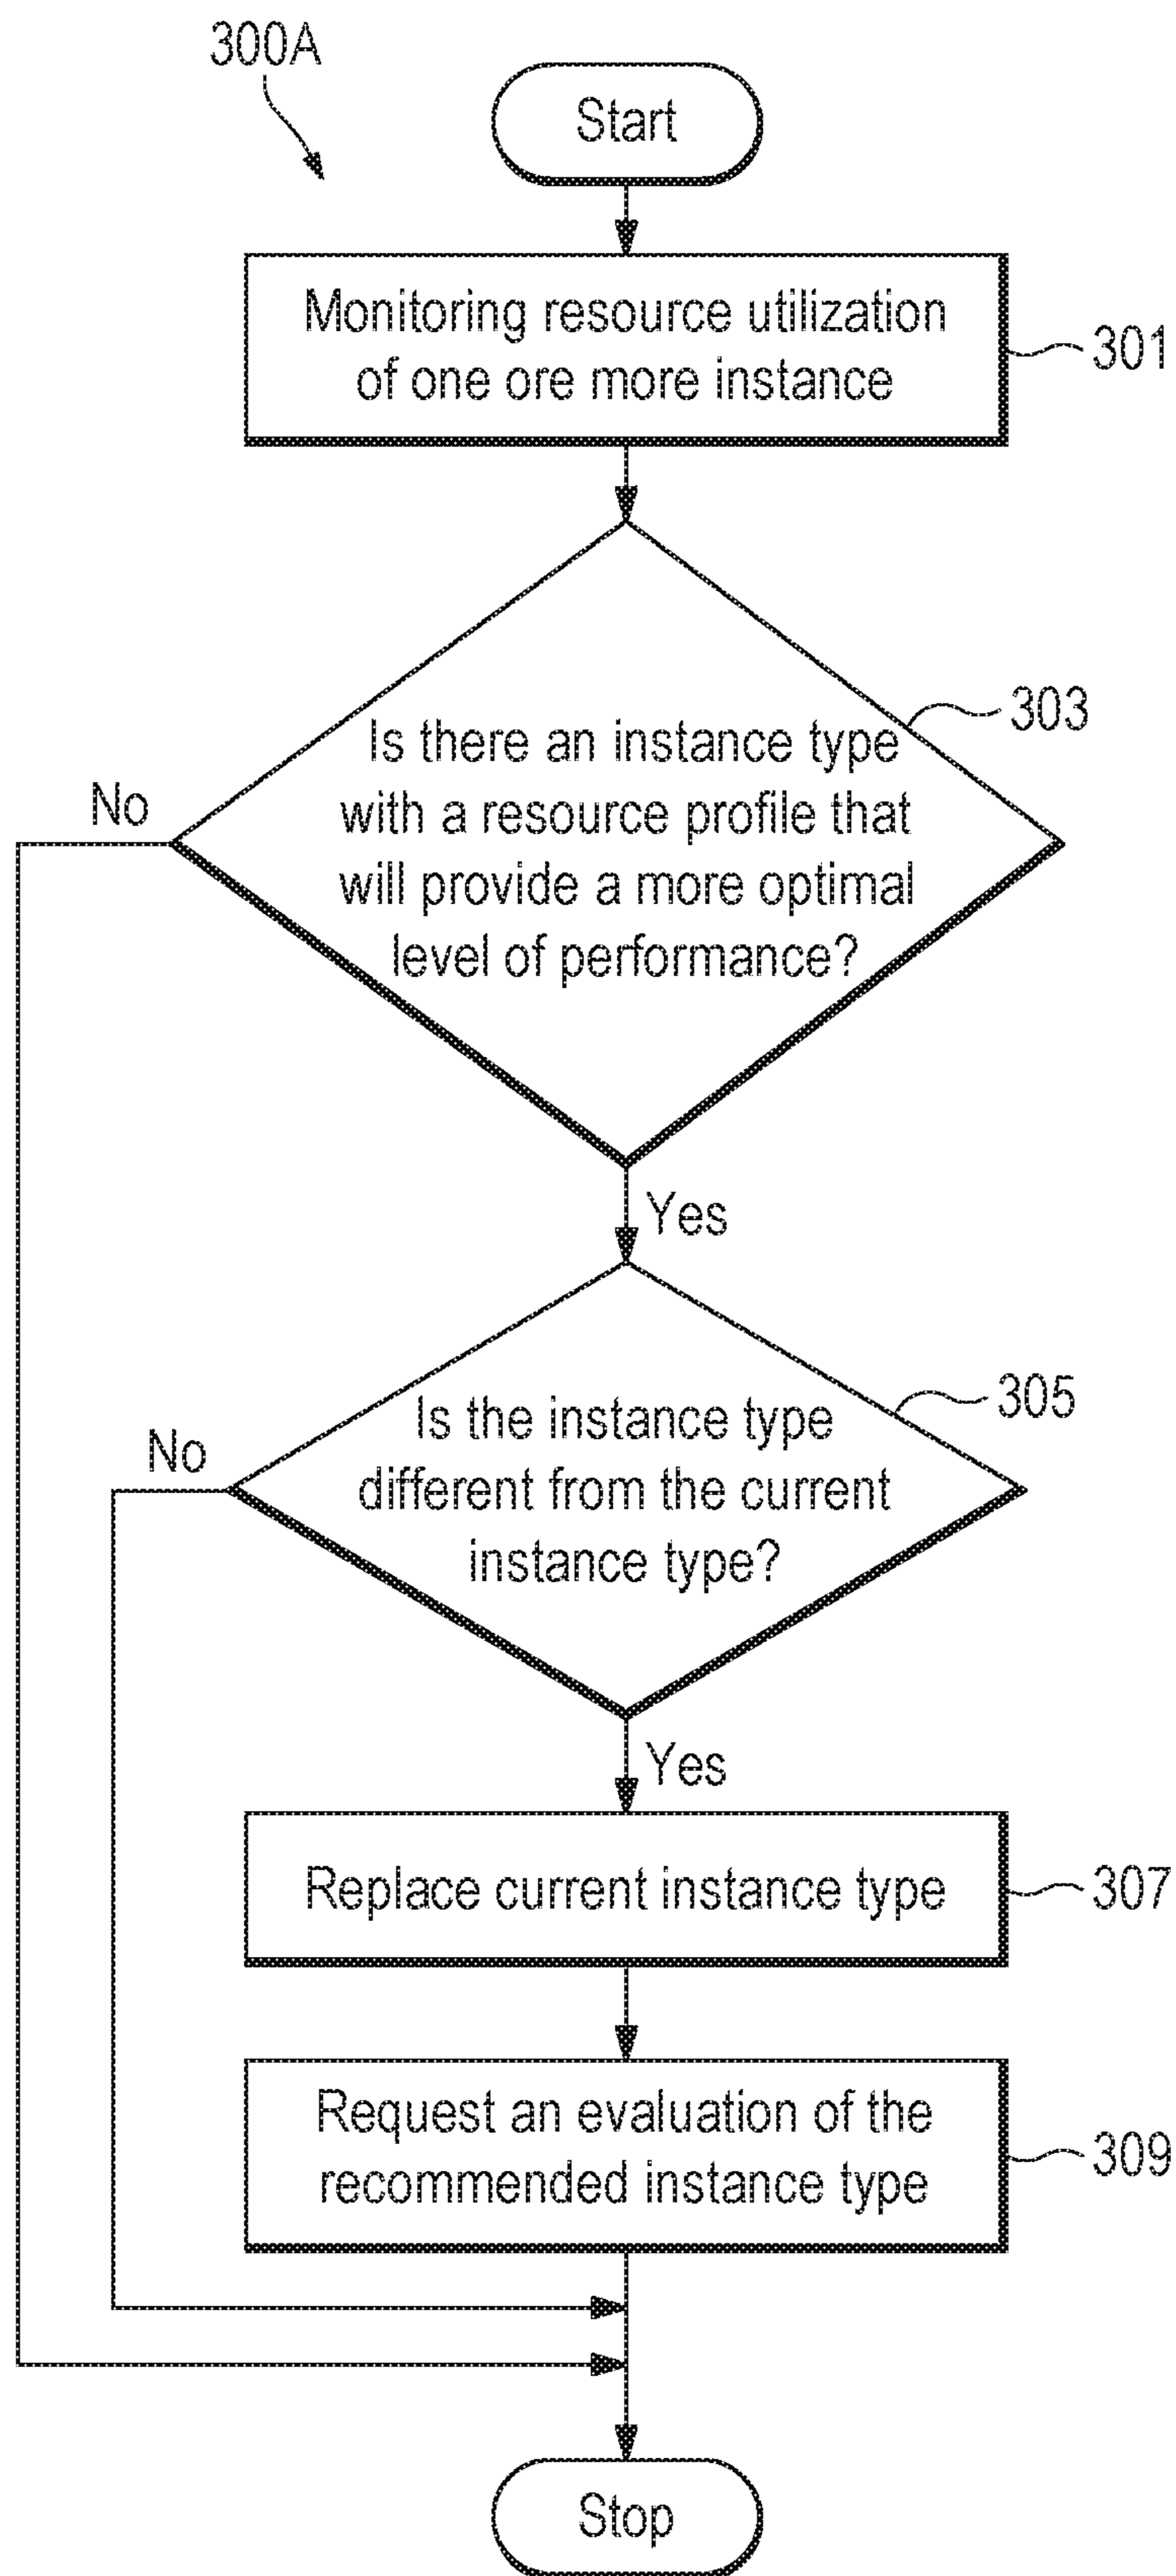 300A
Start
Monitoring resource utilization
of one ore more instance
301
Is there an instance type
with a resource profile that
will provide a more optimal
level of performance?
303
No
Yes
Is the instance type
different from the current
instance type?
305
No
Yes
Replace current instance type
307
Request an evaluation of the
recommended instance type
309
Stop